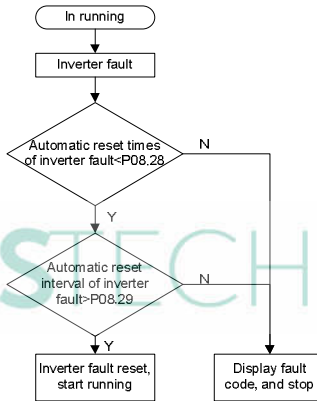 In running
Inverter fault
Automatic reset times
of inverter fault<P08.28
N
Y
STECH
Automatic reset
interval of inverter
fault>P08.29
N
Y
Inverter fault reset,
start running
Display fault
code, and stop